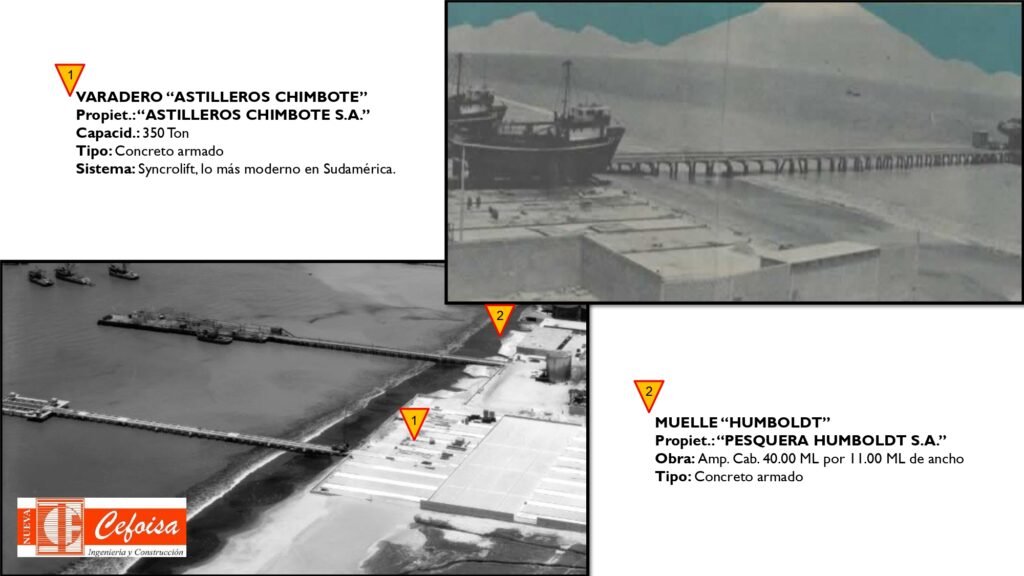 1
VARADERO “ASTILLEROS CHIMBOTE”
Propiet.: “ASTILLEROS CHIMBOTE S.A.”
Capacid.: 350 Ton
Tipo: Concreto armado
Sistema: Syncrolift, lo más moderno en Sudamérica.
2
1
2
MUELLE “HUMBOLDT”
Propiet.: “PESQUERA HUMBOLDT S.A.”
Obra: Amp. Cab. 40.00 ML por 11.00 ML de ancho
Tipo: Concreto armado
NUEVA
Cefoisa
Ingeniería y Construcción